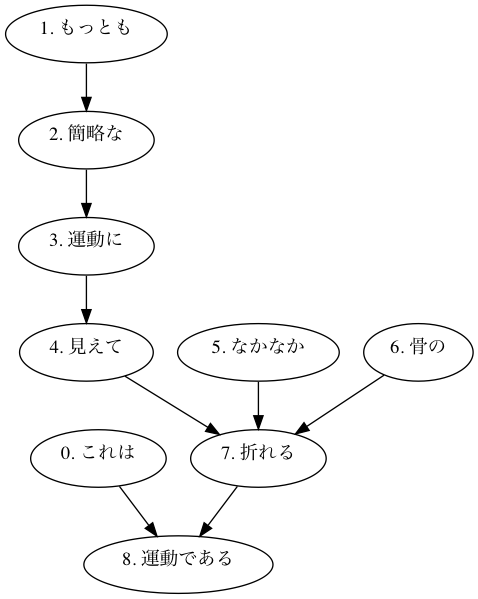 1. もっとも
2. 簡略な
3. 運動に
4. 見えて
5. なかなか
6. 骨の
0. これは
7. 折れる
8. 運動である